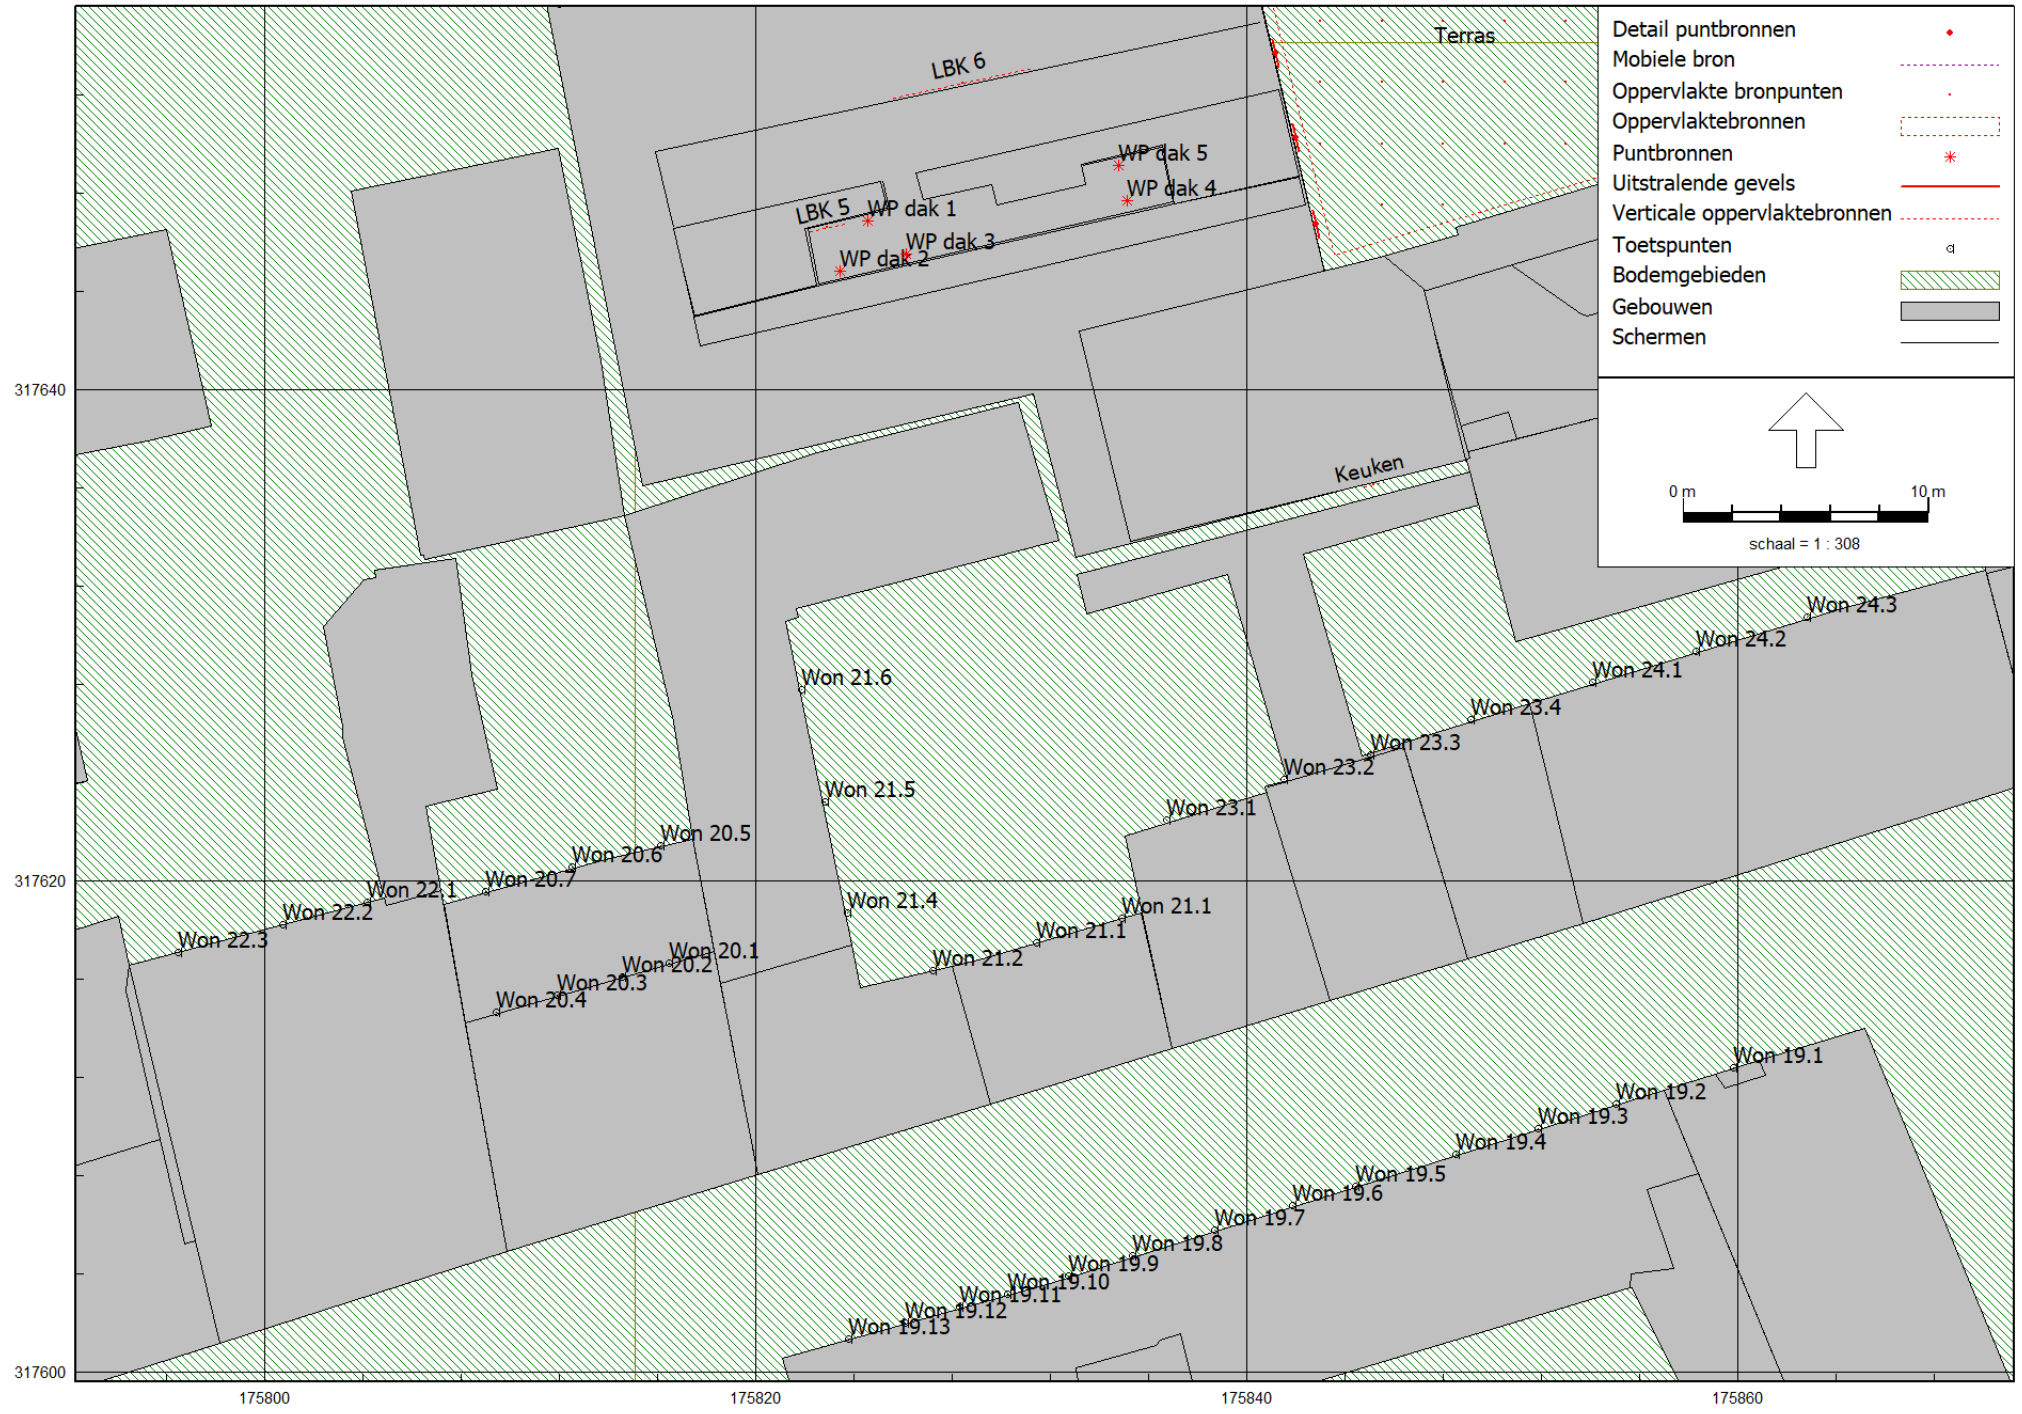 Terras
LBK 6
WP dak 5
WP dak 4
LBK 5
WP dak 1
WP dak 3
WP dak 2
Keuken
Detail puntbronnen
Mobiele bron
Oppervlakte bronpunten
Oppervlaktebronnen
Puntbronnen
Uitstralende gevels
Verticale oppervlaktebronnen
Toetspunten
Bodemgebieden
Gebouwen
Schermen
0 m
10 m
schaal = 1 : 308
317640
Won 24.3
Won 24.2
Won 24.1
Won 21.6
Won 23.4
Won 23.3
Won 23.2
Won 21.5
Won 23.1
Won 20.5
Won 20.6
Won 20.7
317620
Won 22.1
Won 22.2
Won 22.3
Won 21.4
Won 21.1
Won 21.1
Won 21.2
Won 20.1
Won 20.2
Won 20.3
Won 20.4
Won 19.1
Won 19.2
Won 19.3
Won 19.4
Won 19.5
Won 19.6
Won 19.7
Won 19.8
Won 19.9
Won 19.10
Won 19.11
Won 19.12
Won 19.13
317600
175800
175820
175840
175860